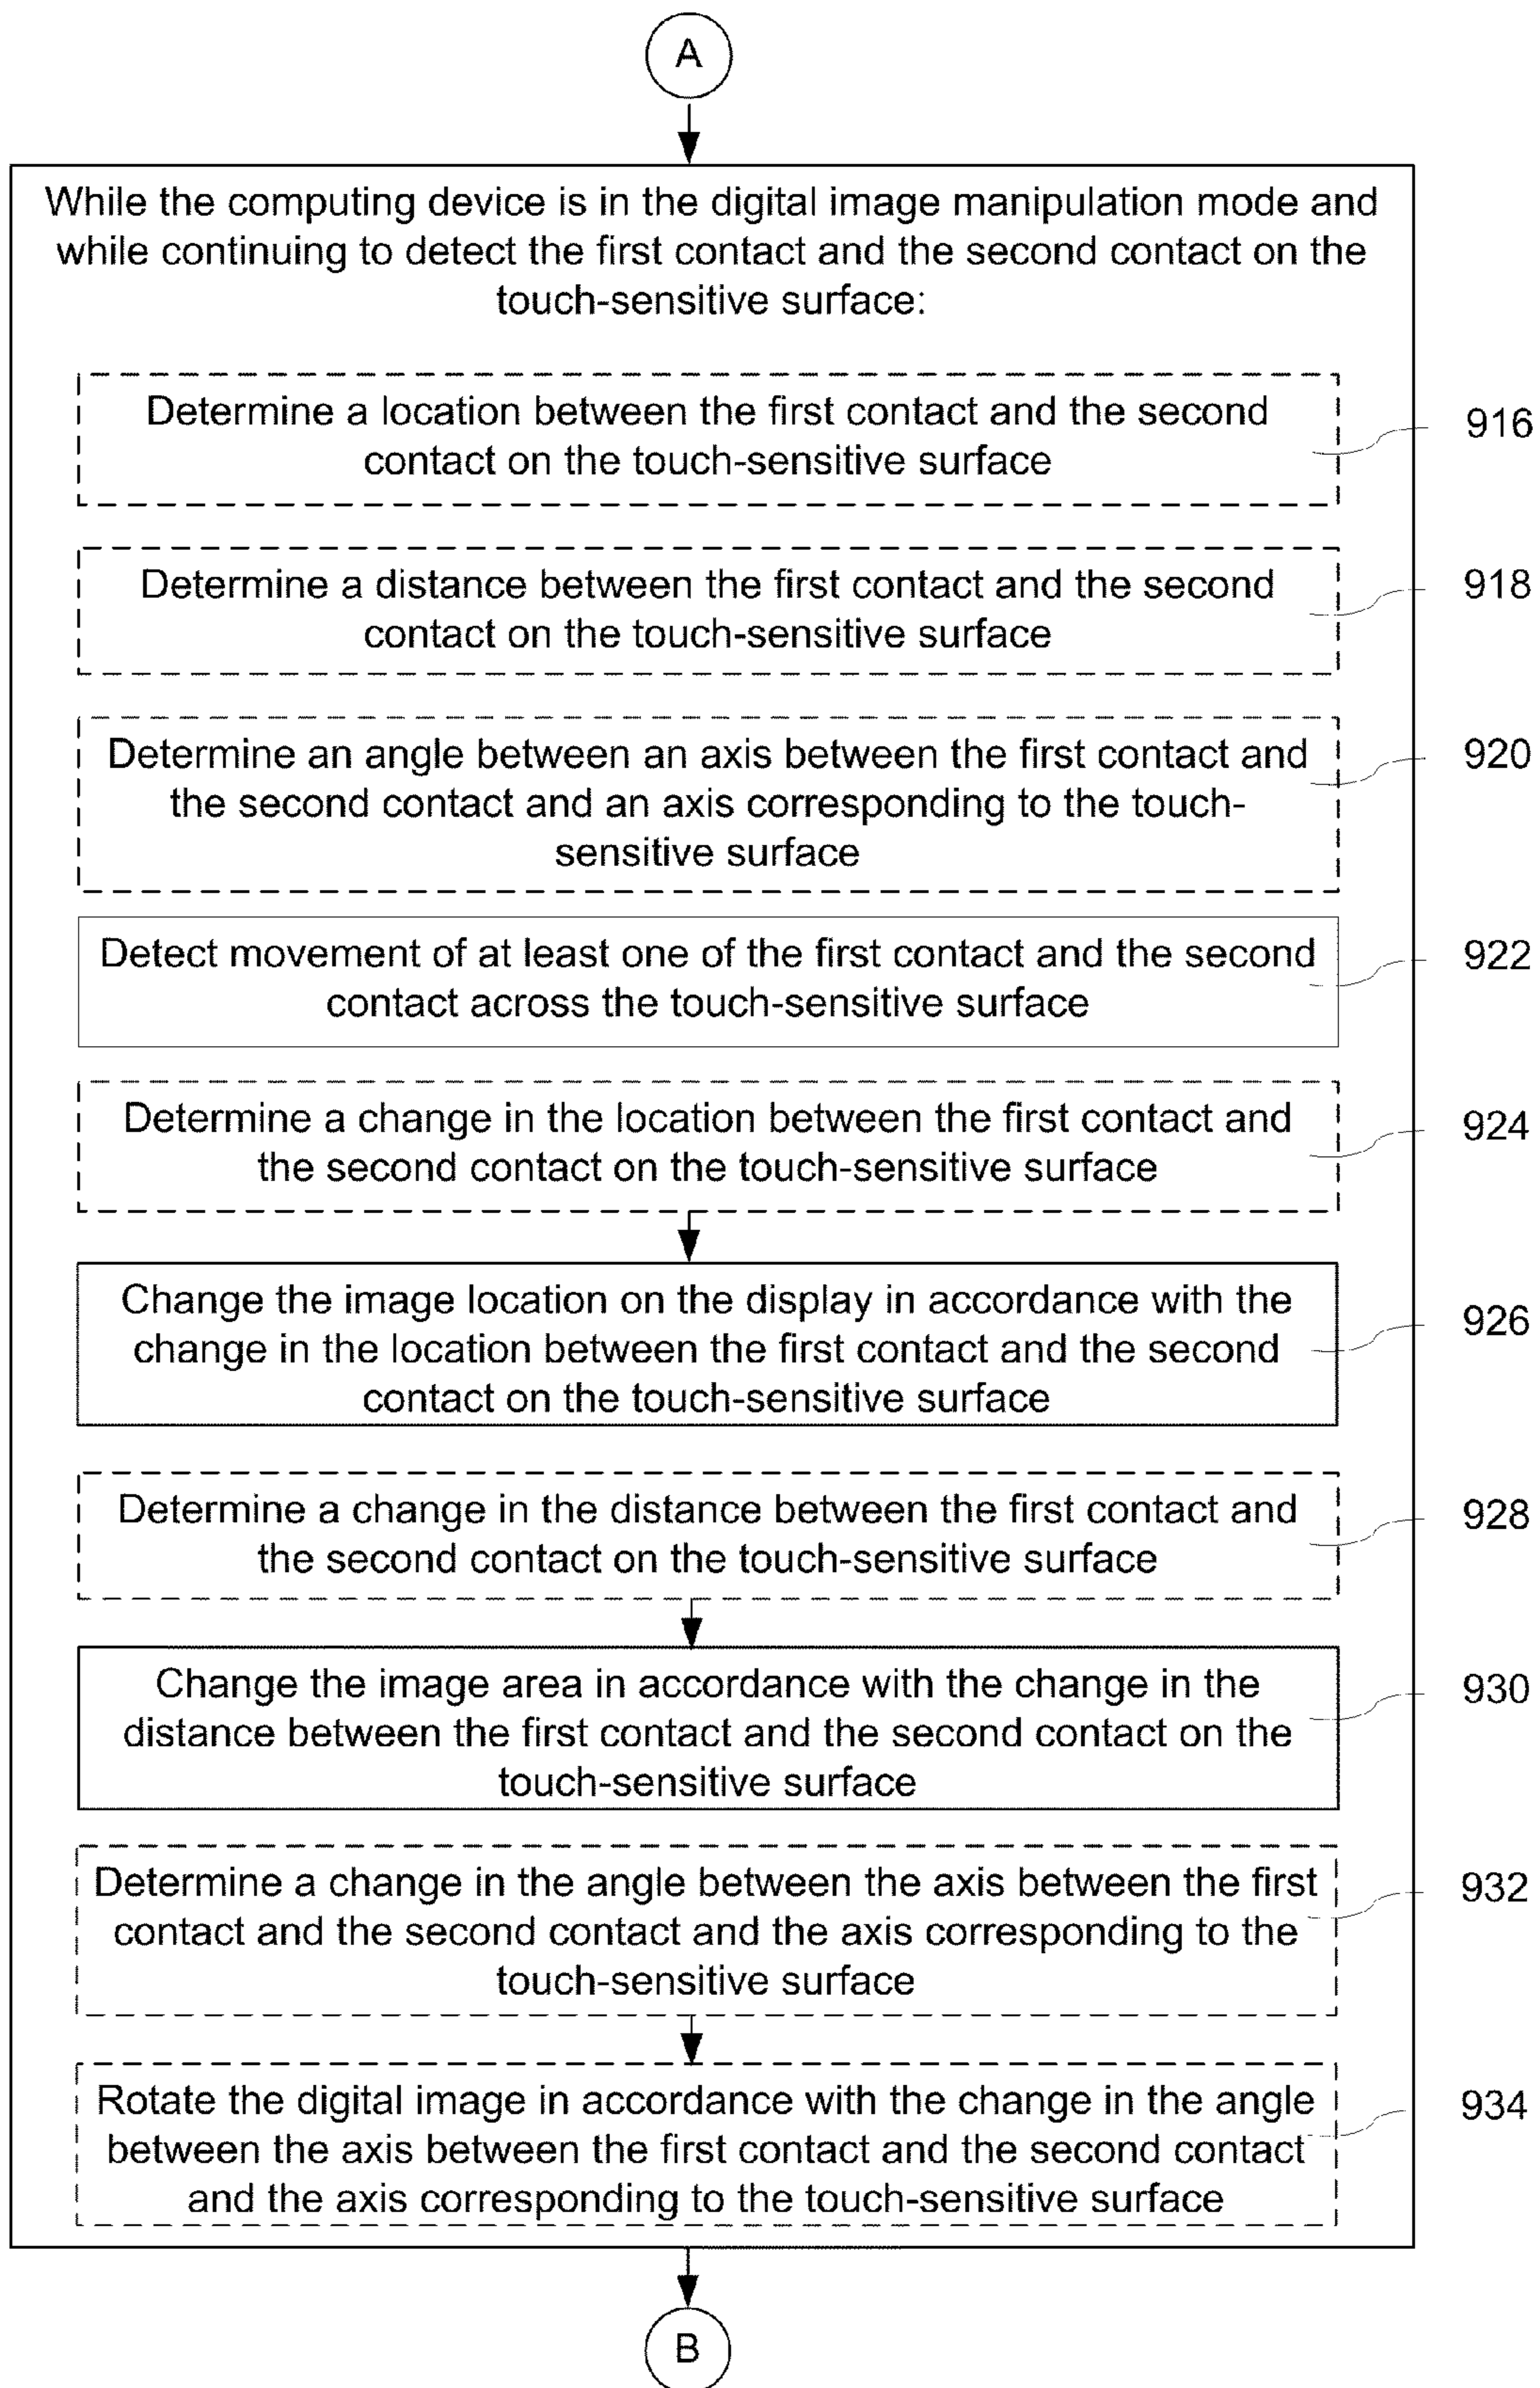 A
While the computing device is in the digital image manipulation mode and
while continuing to detect the first contact and the second contact on the
touch-sensitive surface:
Determine a location between the first contact and the second
contact on the touch-sensitive surface
916
Determine a distance between the first contact and the second
contact on the touch-sensitive surface
918
Determine an angle between an axis between the first contact and
the second contact and an axis corresponding to the touch-
sensitive surface
920
Detect movement of at least one of the first contact and the second
contact across the touch-sensitive surface
922
Determine a change in the location between the first contact and
the second contact on the touch-sensitive surface
924
Change the image location on the display in accordance with the
change in the location between the first contact and the second
contact on the touch-sensitive surface
926
Determine a change in the distance between the first contact and
the second contact on the touch-sensitive surface
928
Change the image area in accordance with the change in the
distance between the first contact and the second contact on the
touch-sensitive surface
930
Determine a change in the angle between the axis between the first
contact and the second contact and the axis corresponding to the
touch-sensitive surface
932
Rotate the digital image in accordance with the change in the angle
between the axis between the first contact and the second contact
and the axis corresponding to the touch-sensitive surface
934
B